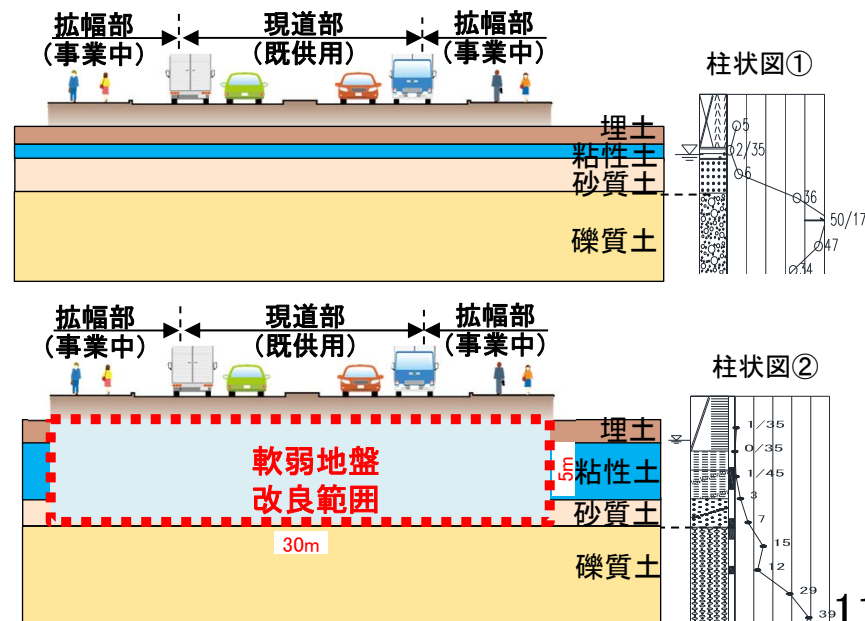 拡幅部
(事業中)
現道部
(既供用)
拡幅部
(事業中)
柱状図①
埋土
粘性土
砂質土
礫質土
5
2/35
6
36
50/17
47
34
拡幅部
(事業中)
現道部
(既供用)
拡幅部
(事業中)
柱状図②
軟弱地盤
改良範囲
5m
30m
埋土
粘性土
砂質土
礫質土
1/35
0/35
1/45
3
7
15
12
29
39